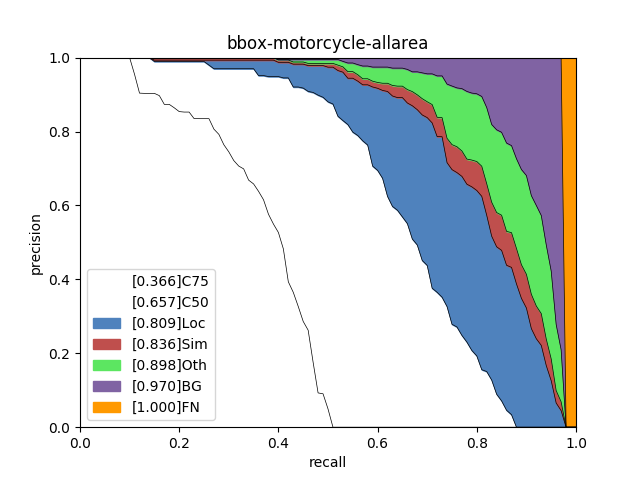 bbox-motorcycle-allarea
1.0
0.8
0.6
0.4
0.2
0.0
precision
[0.366]C75
[0.657]C50
[0.809]Loc
[0.836]Sim
[0.898]Oth
[0.970]BG
[1.000]FN
0.0 0.2 0.4 0.6 0.8 1.0
recall